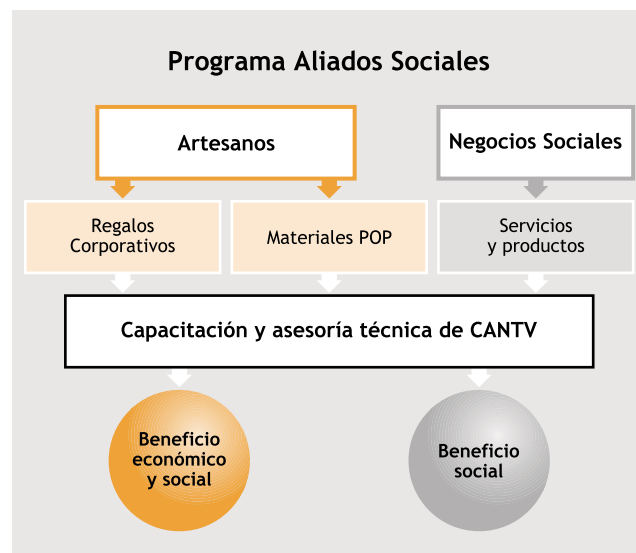 Programa Aliados Sociales
Artesanos
Negocios Sociales
Regalos
Corporativos
Materiales POP
Servicios
y productos
Capacitación y asesoría técnica de CANTV
Beneficio
económico
y social
Beneficio
social